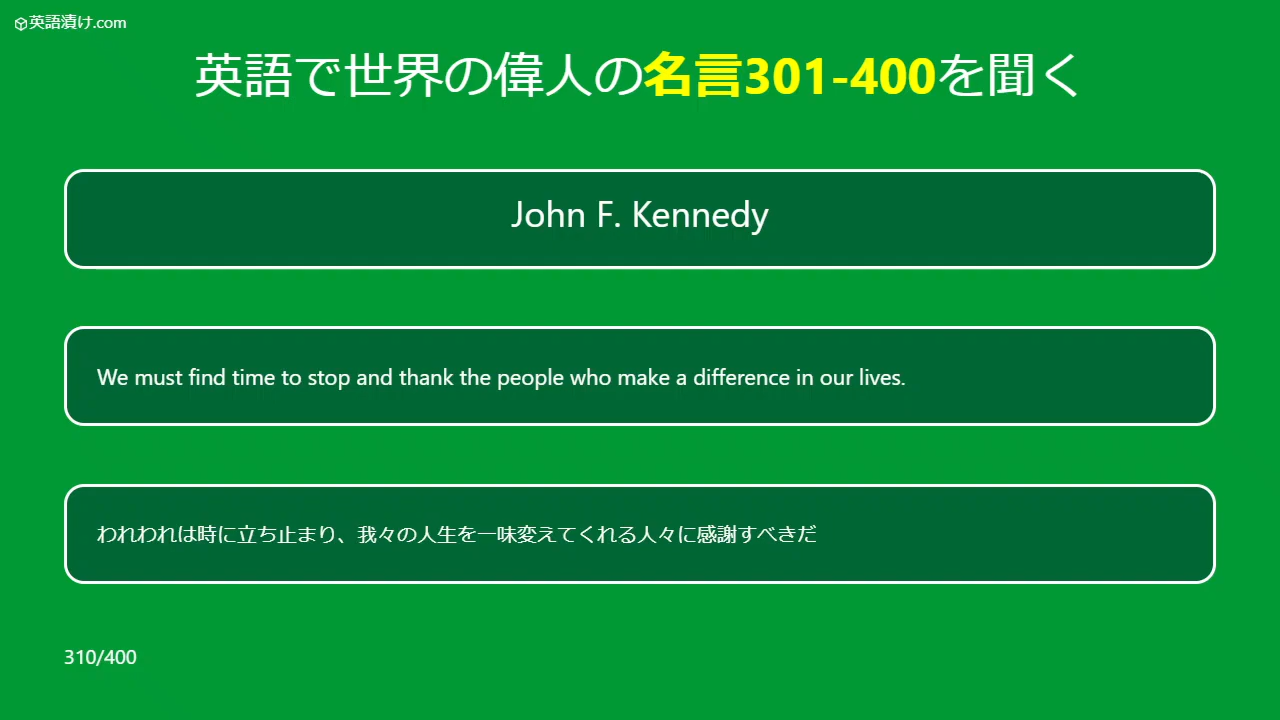 英語漬け.com
英語で世界の偉人の名言301-400を聞く
John F. Kennedy
We must find time to stop and thank the people who make a difference in our lives.
われわれは時に立ち止まり、我々の人生を一味変えてくれる人々に感謝すべきだ
310/400